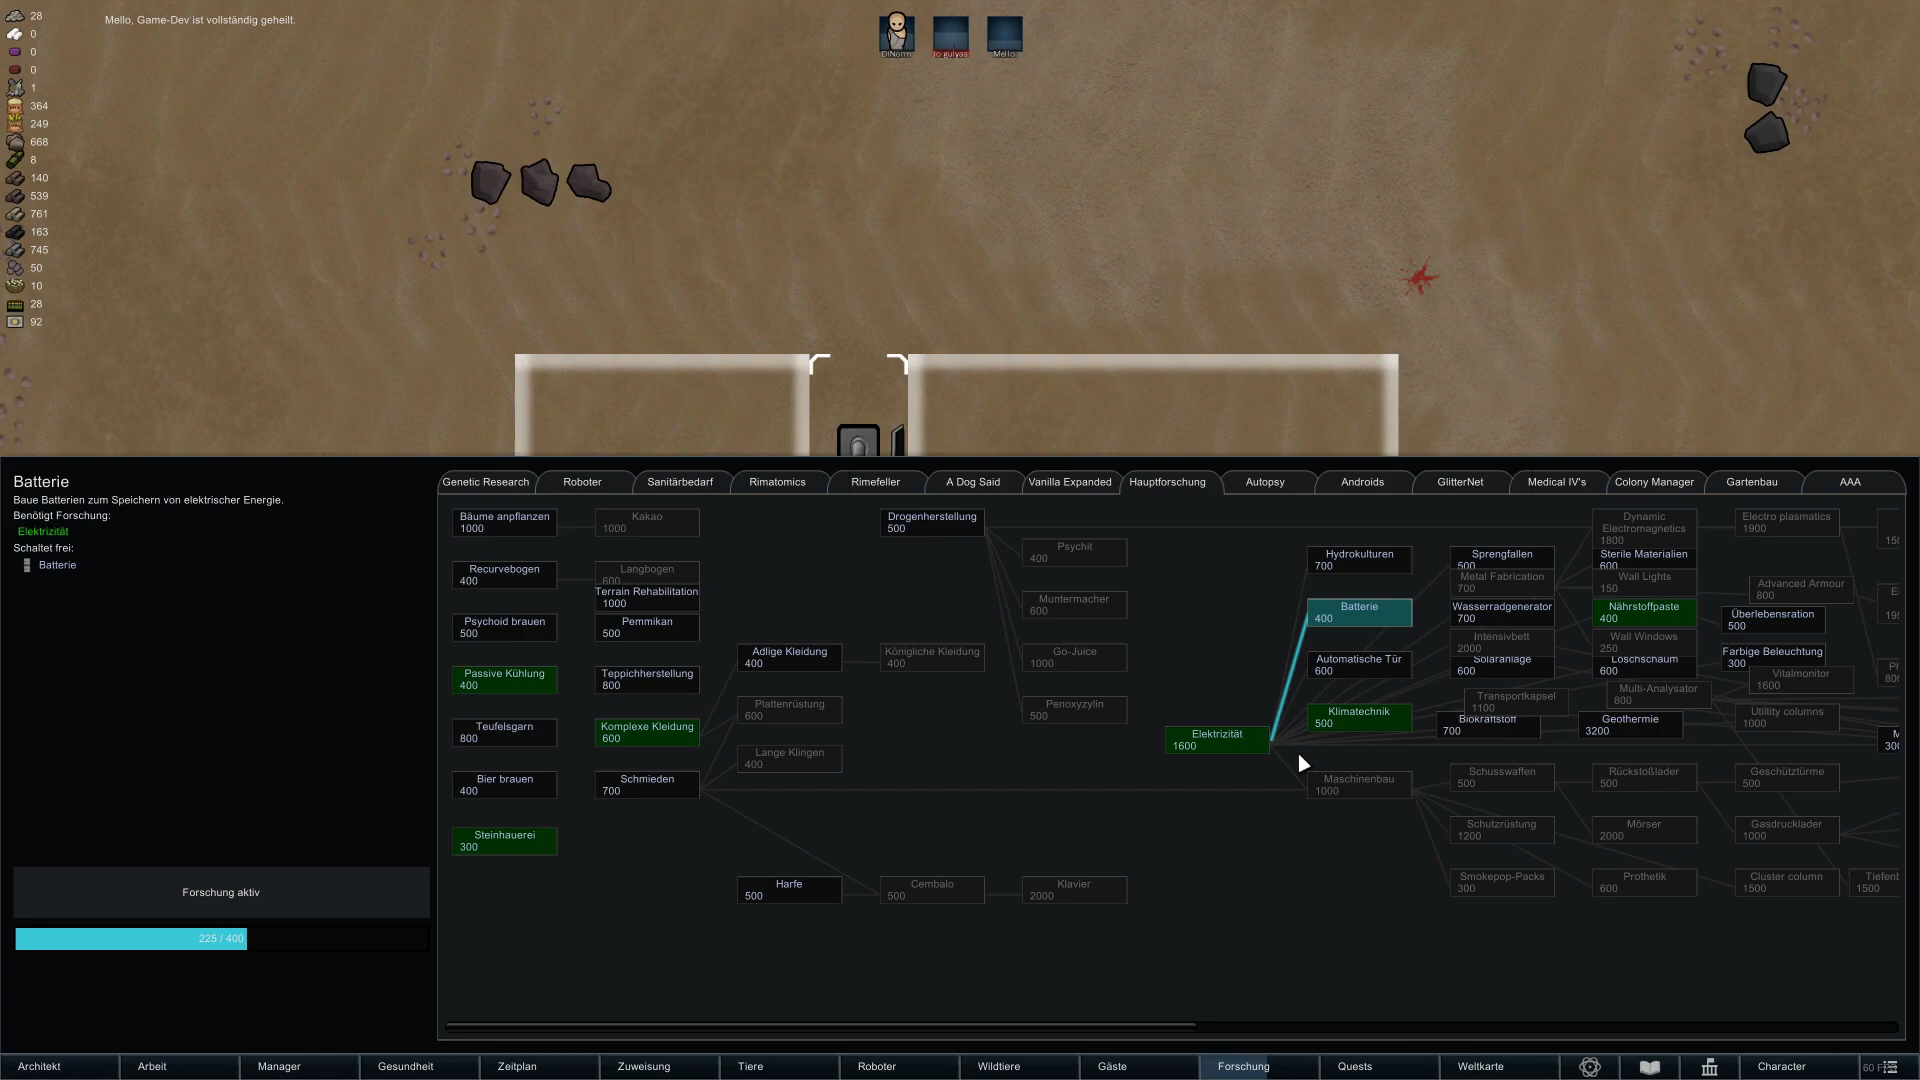 28
0
0
0
1
364
249
668
8
140
539
761
163
745
50
10
28
92
Mello, Game-Dev ist vollständig geheilt.
DiNorm
Jo gulyas
Mello
Batterie
Baue Batterien zum Speichern von elektrischer Energie.
Benötigt Forschung:
Elektrizität
Schaltet frei:
Batterie
Forschung aktiv
225 / 400
Genetic Research
Roboter
Sanitärbedarf
Rimatomics
Rimefeller
A Dog Said
Vanilla Expanded
Hauptforschung
Autopsy
Androids
GlitterNet
Medical IV's
Colony Manager
Gartenbau
AAA
Bäume anpflanzen
1000
Recurvebogen
400
Psychoid brauen
500
Passive Kühlung
400
Teufelsgarn
800
Bier brauen
400
Steinhauerei
300
Kakao
1000
Langbogen
600
Terrain Rehabilitation
1000
Pemmikan
500
Teppichherstellung
800
Komplexe Kleidung
600
Schmieden
700
Adlige Kleidung
400
Plattenrüstung
600
Lange Klingen
400
Harfe
500
Drogenherstellung
500
Königliche Kleidung
400
Cembalo
500
Psychit
400
Muntermacher
600
Go-Juice
1000
Penoxyzylin
500
Klavier
2000
Elektrizität
1600
Hydrokulturen
700
Batterie
400
Automatische Tür
600
Klimatechnik
500
Maschinenbau
1000
Sprengfallen
500
Metal Fabrication
700
Wasserradgenerator
700
Intensivbett
2000
Solaranlage
600
Transportkapsel
1100
Biokraftstoff
700
Schusswaffen
500
Schutzrüstung
1200
Smokepop-Packs
300
Dynamic
Electromagnetics
1800
Sterile Materialien
600
Wall Lights
150
Nährstoffpaste
400
Wall Windows
250
Löschschaum
600
Multi-Analysator
800
Geothermie
3200
Rückstoßlader
500
Mörser
2000
Prothetik
600
Electro plasmatics
1900
Advanced Armour
800
Überlebensration
500
Farbige Beleuchtung
300
Vitalmonitor
1600
Utiltity columns
1000
Geschütztürme
500
Gasdrucklader
1000
Cluster column
1500
Tiefenb
1500
Architekt
Arbeit
Manager
Gesundheit
Zeitplan
Zuweisung
Tiere
Roboter
Wildtiere
Gäste
Forschung
Quests
Weltkarte
Character